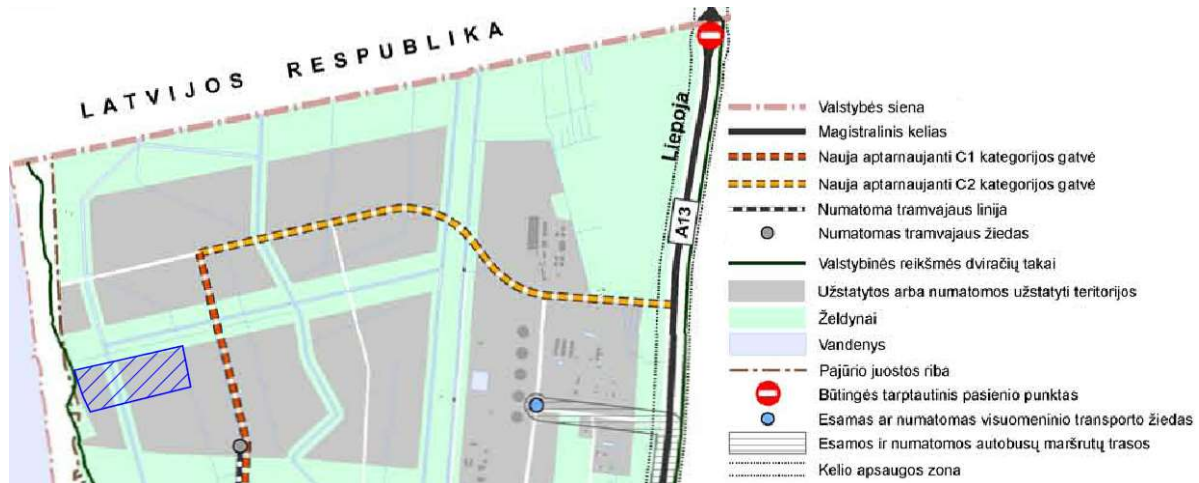 LATVIJOS RESPUBLIKA
Liepoja
A13
Valstybės siena
Magistralinis kelias
Nauja aptarnaujanti C1 kategorijos gatvė
Nauja aptarnaujanti C2 kategorijos gatvė
Numatoma tramvajaus linija
Numatomas tramvajaus žiedas
Valstybinės reikšmės dviračių takai
Užstatytos arba numatomos užstatyti teritorijos
Želdynai
Vandenys
Pajūrio juostos riba
Būtingės tarptautinis pasienio punktas
Esamas ar numatomas visuomeninio transporto žiedas
Esamos ir numatomos autobusų maršrutų trasos
Kelio apsaugos zona